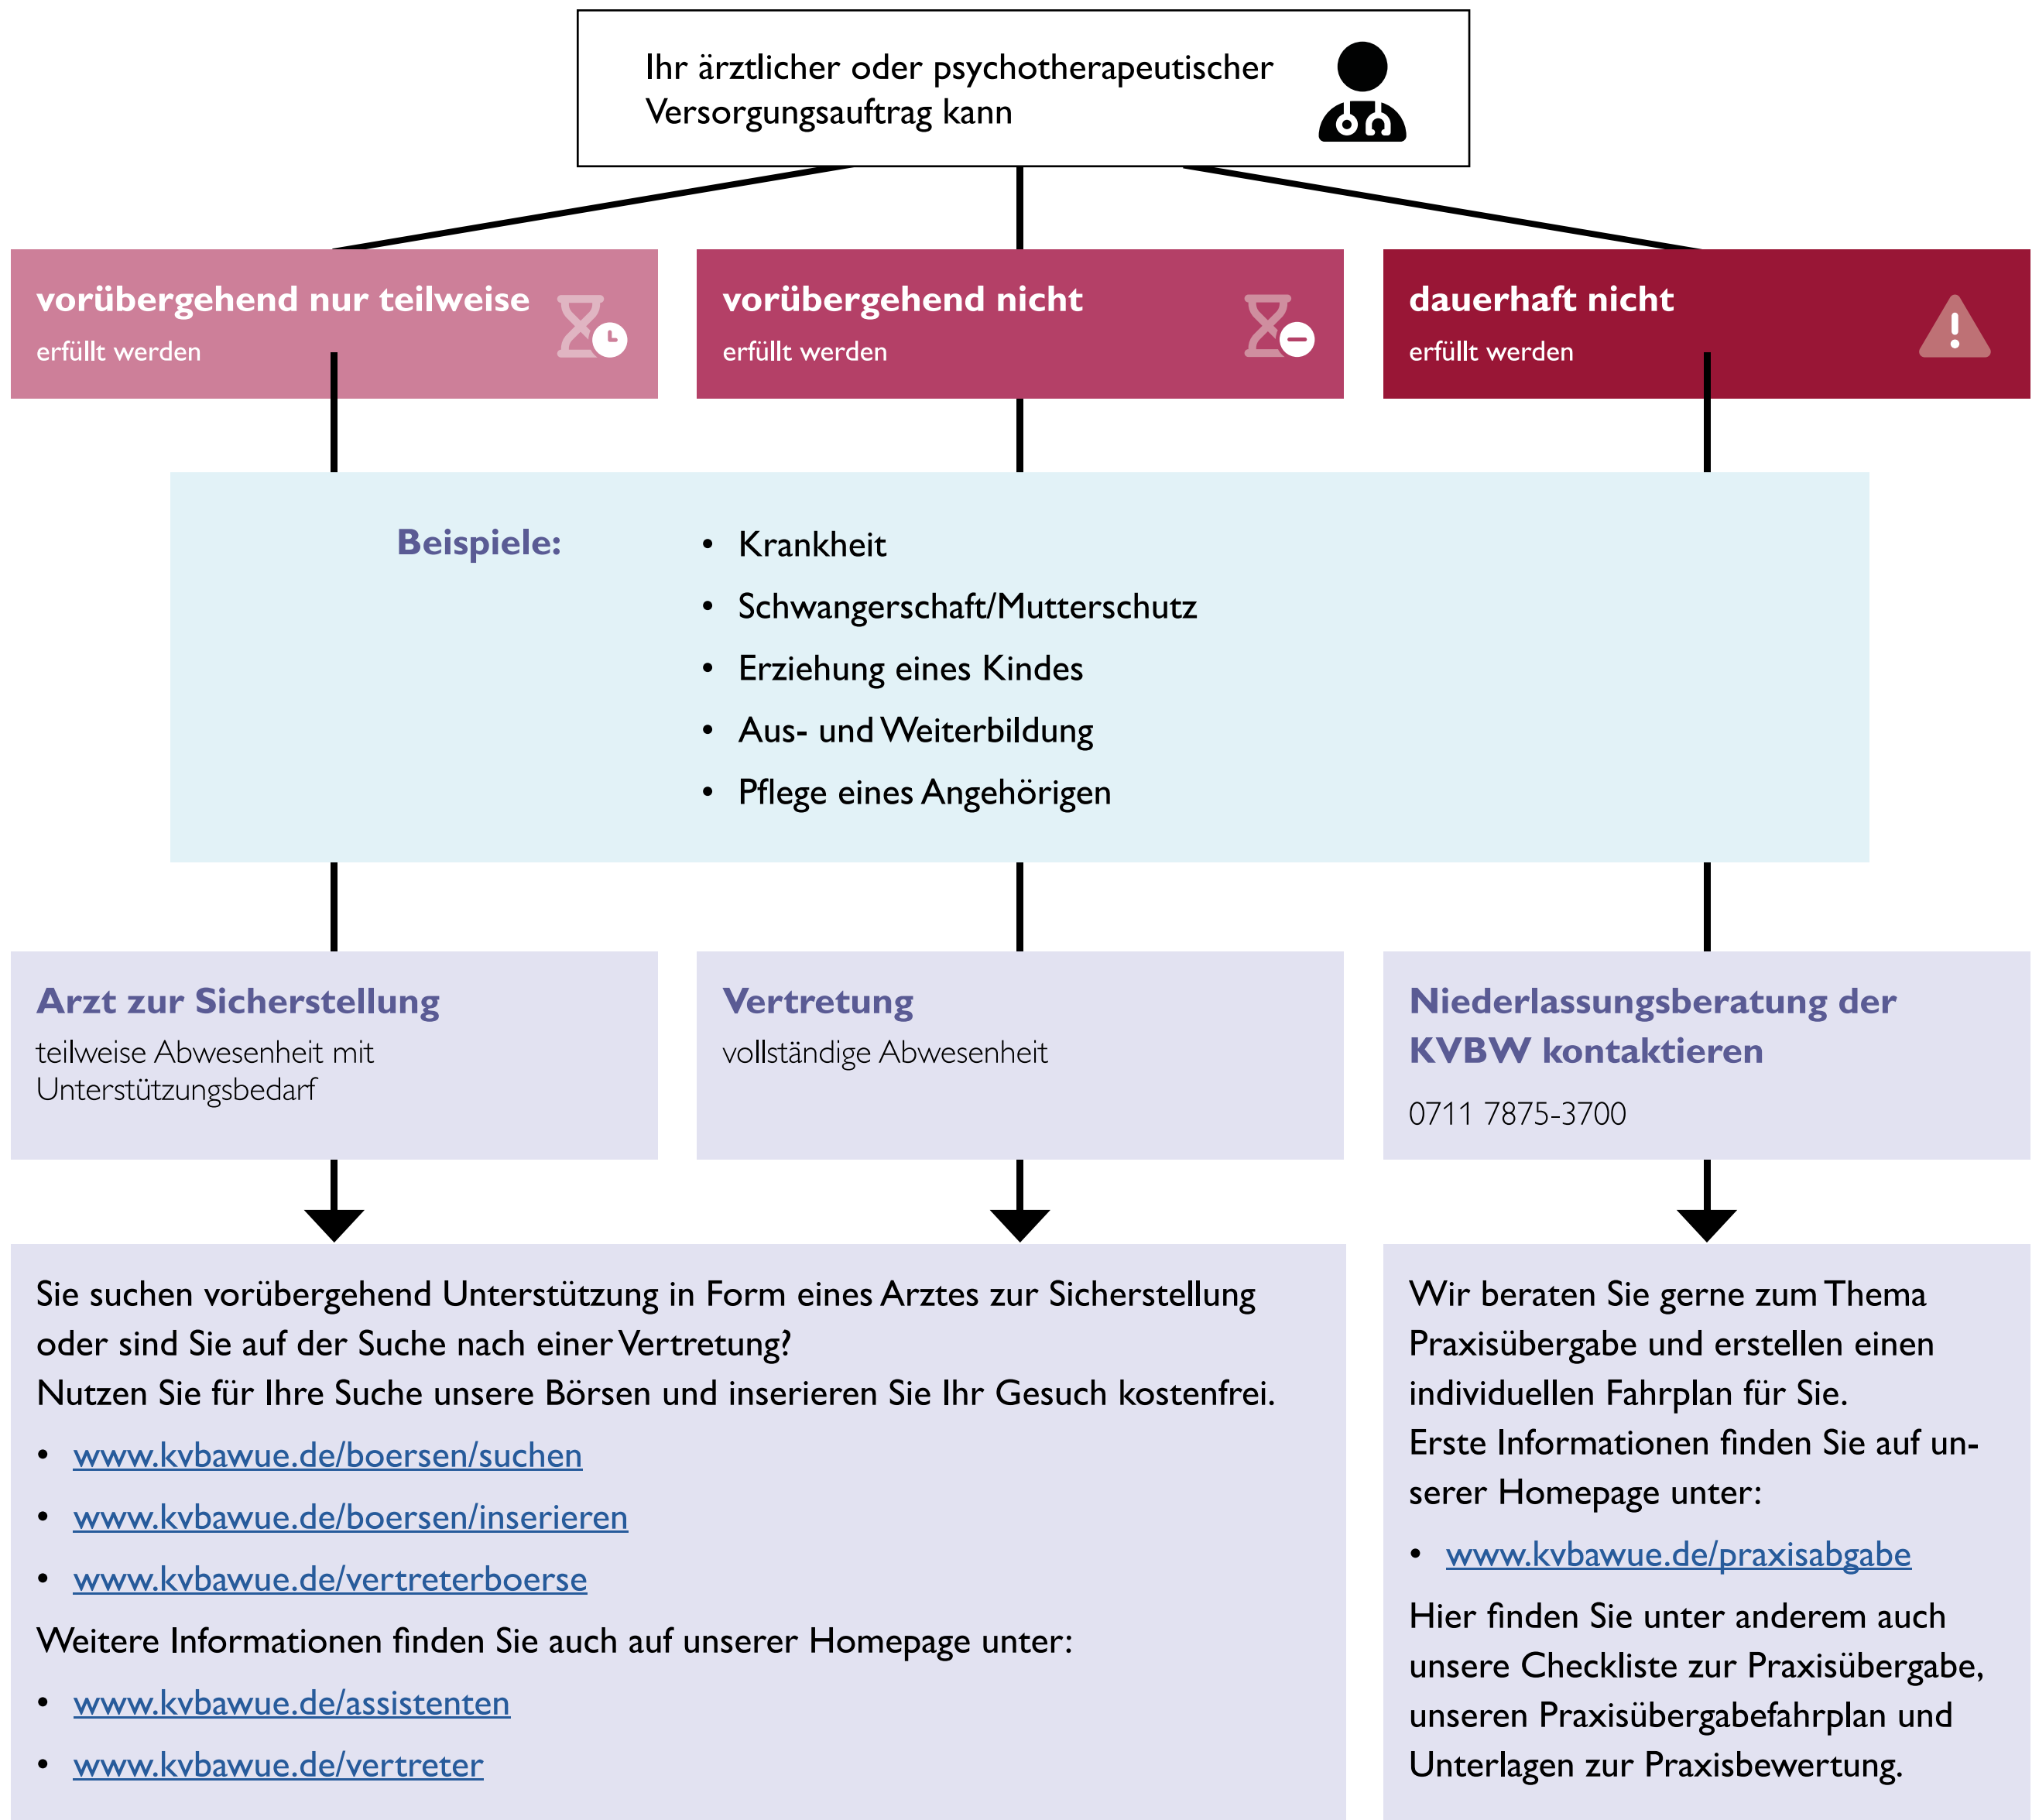 Ihr ärztlicher oder psychotherapeutischer
Versorgungsauftrag kann
vorübergehend nur teilweise
erfüllt werden
vorübergehend nicht
erfüllt werden
dauerhaft nicht
erfüllt werden
Beispiele:
• Krankheit
• Schwangerschaft/Mutterschutz
• Erziehung eines Kindes
• Aus- und Weiterbildung
• Pflege eines Angehörigen
Arzt zur Sicherstellung
teilweise Abwesenheit mit
Unterstützungsbedarf
Vertretung
vollständige Abwesenheit
Niederlassungsberatung der
KVBW kontaktieren
0711 7875-3700
Sie suchen vorübergehend Unterstützung in Form eines Arztes zur Sicherstellung
oder sind Sie auf der Suche nach einer Vertretung?
Nutzen Sie für Ihre Suche unsere Börsen und inserieren Sie Ihr Gesuch kostenfrei.
• www.kvbawue.de/boersen/suchen
• www.kvbawue.de/boersen/inserieren
• www.kvbawue.de/vertreterboerse
Weitere Informationen finden Sie auch auf unserer Homepage unter:
• www.kvbawue.de/assistenten
• www.kvbawue.de/vertreter
Wir beraten Sie gerne zum Thema
Praxisübergabe und erstellen einen
individuellen Fahrplan für Sie.
Erste Informationen finden Sie auf un-
serer Homepage unter:
• www.kvbawue.de/praxisabgabe
Hier finden Sie unter anderem auch
unsere Checkliste zur Praxisübergabe,
unseren Praxisübergabefahrplan und
Unterlagen zur Praxisbewertung.